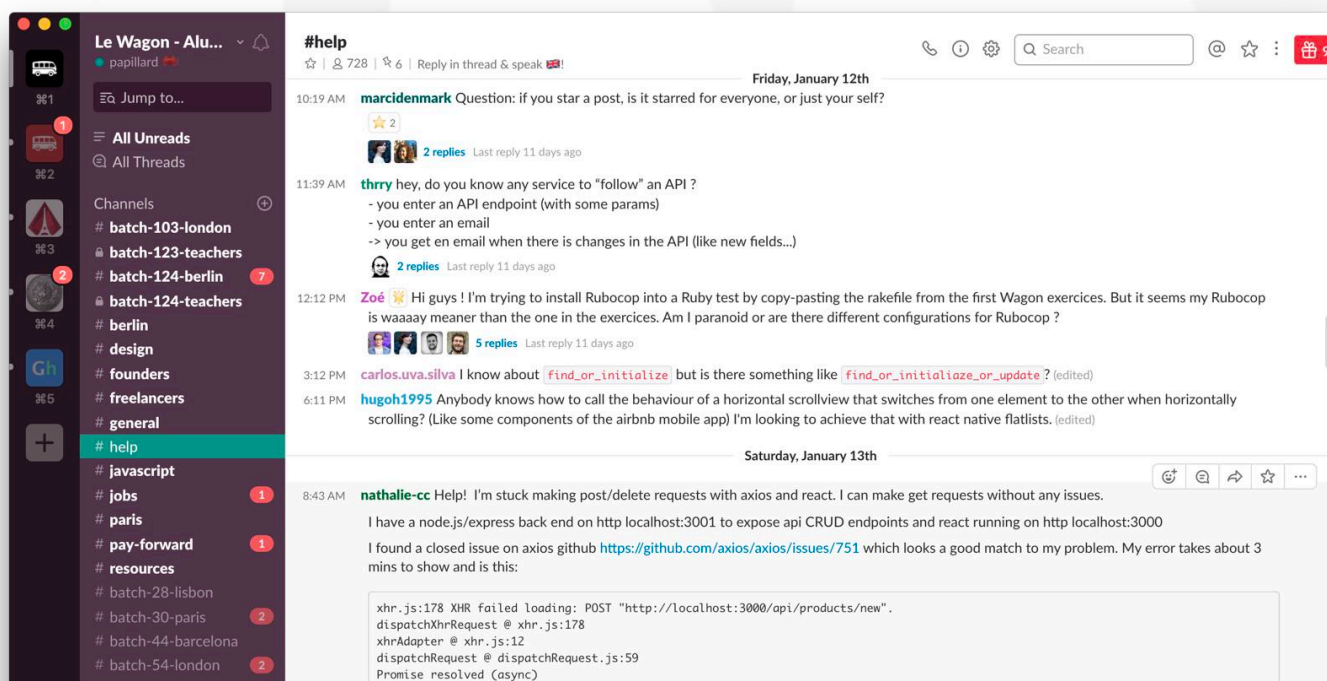 Le Wagon - Alu...
papillard
Jump to...
All Unreads
All Threads
Channels
# batch-103-london
batch-123-teachers
# batch-124-berlin 7
batch-124-teachers
# berlin
# design
# founders
# freelancers
# general
# help
# javascript
# jobs 1
# paris
# pay-forward 1
# resources
# batch-28-lisbon
# batch-30-paris 2
# batch-44-barcelona
# batch-54-london 2
⌘1
1
⌘2
⌘3
2
⌘4
Gh
⌘5
#help
728 | 6 | Reply in thread & speak 🇬🇧!
Search
Friday, January 12th
10:19 AM marcidenmark Question: if you star a post, is it starred for everyone, or just your self?
2
2 replies Last reply 11 days ago
11:39 AM thrry hey, do you know any service to “follow” an API ?
- you enter an API endpoint (with some params)
- you enter an email
-> you get en email when there is changes in the API (like new fields...)
2 replies Last reply 11 days ago
12:12 PM Zoé Hi guys ! I'm trying to install Rubocop into a Ruby test by copy-pasting the rakefile from the first Wagon exercices. But it seems my Rubocop
is waaaay meaner than the one in the exercices. Am I paranoid or are there different configurations for Rubocop ?
5 replies Last reply 11 days ago
3:12 PM carlos.uva.silva I know about find_or_initialize but is there something like find_or_initialiaze_or_update? (edited)
6:11 PM hugoh1995 Anybody knows how to call the behaviour of a horizontal scrollview that switches from one element to the other when horizontally
scrolling? (Like some components of the airbnb mobile app) I'm looking to achieve that with react native flatlists. (edited)
Saturday, January 13th
8:43 AM nathalie-cc Help! I'm stuck making post/delete requests with axios and react. I can make get requests without any issues.
I have a node.js/express back end on http localhost:3001 to expose api CRUD endpoints and react running on http localhost:3000
I found a closed issue on axios github https://github.com/axios/axios/issues/751 which looks a good match to my problem. My error takes about 3
mins to show and is this:
xhr.js:178 XHR failed loading: POST "http://localhost:3000/api/products/new".
dispatchXhrRequest @ xhr.js:178
xhrAdapter @ xhr.js:12
dispatchRequest @ dispatchRequest.js:59
Promise resolved (async)